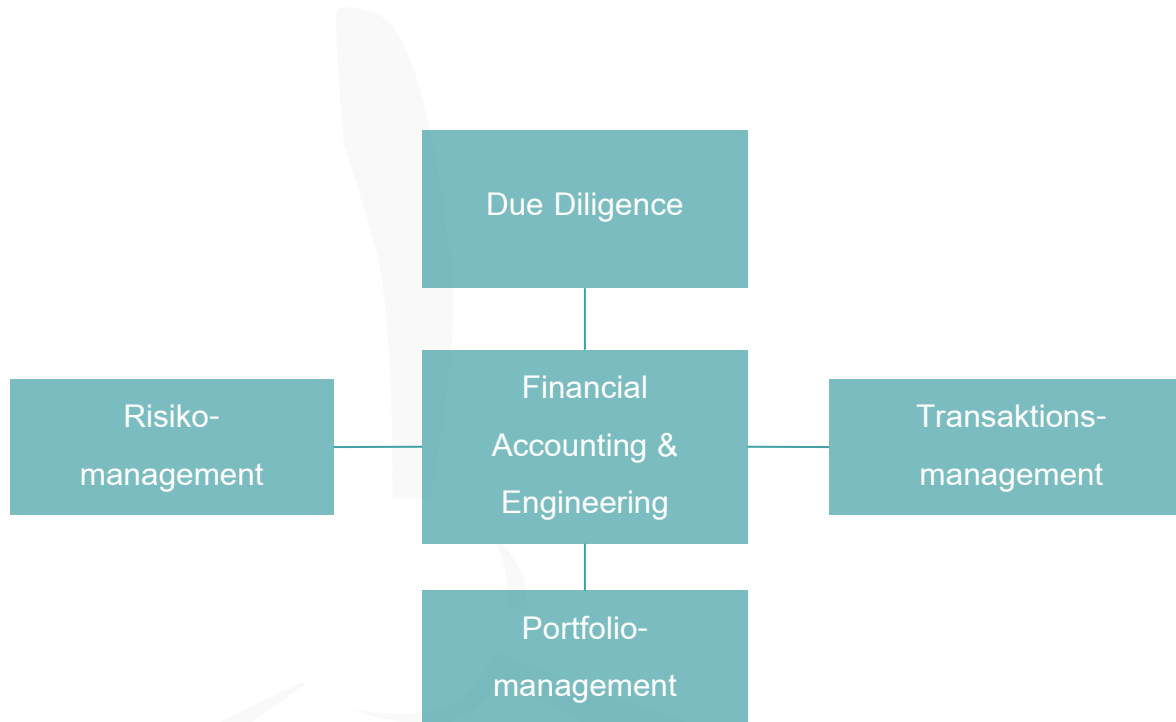 Due Diligence
Financial
Accounting &
Engineering
Risiko-
management
Transaktions-
management
Portfolio-
management